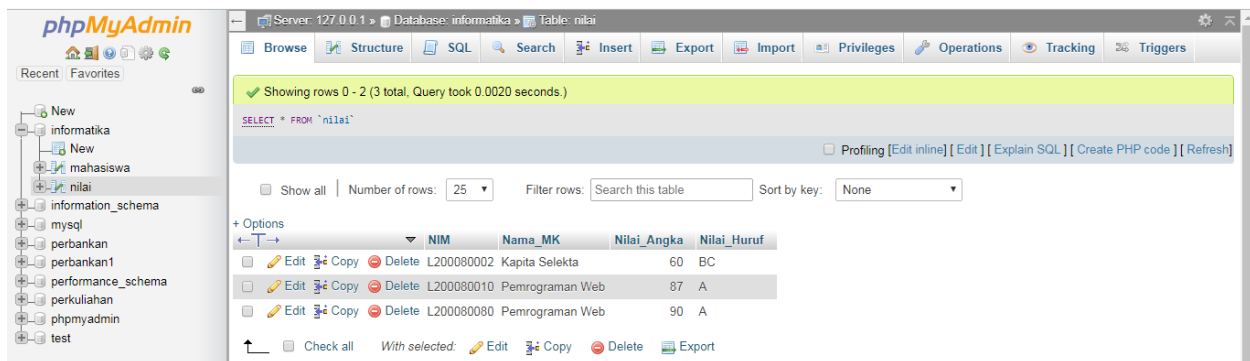 phpMyAdmin
Recent Favorites
New
informatika
New
mahasiswa
nilai
information_schema
mysql
perbankan
perbankan1
performance_schema
perkuliahan
phpmyadmin
test
Server: 127.0.0.1 » Database: informatika » Table: nilai
Browse Structure SQL Search Insert Export Import Privileges Operations Tracking Triggers
Showing rows 0 - 2 (3 total, Query took 0.0020 seconds.)
SELECT * FROM `nilai`
Profiling [Edit inline] [ Edit ] [ Explain SQL ] [ Create PHP code ] [ Refresh]
Show all | Number of rows: 25 Filter rows: Search this table Sort by key: None
+ Options
NIM Nama_MK Nilai_Angka Nilai_Huruf
Edit Copy Delete L200080002 Kapita Selekta 60 BC
Edit Copy Delete L200080010 Pemrograman Web 87 A
Edit Copy Delete L200080080 Pemrograman Web 90 A
Check all With selected: Edit Copy Delete Export